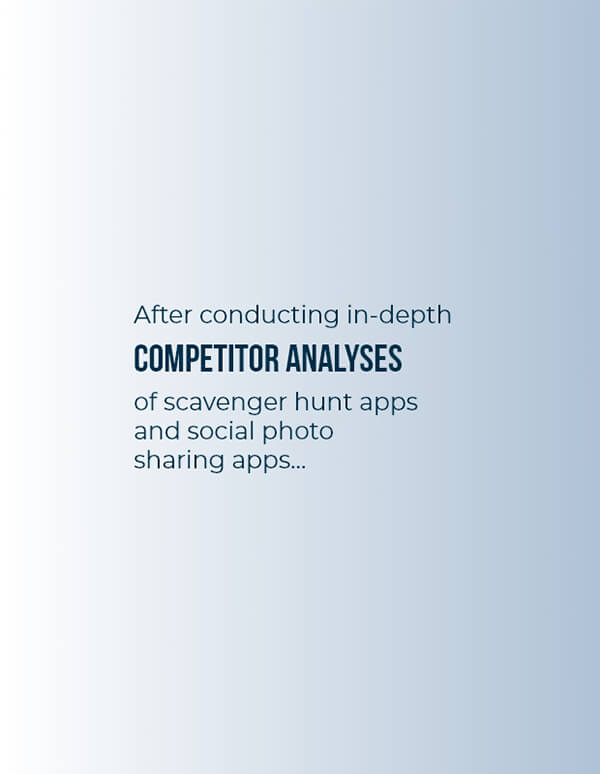 After conducting in-depth
COMPETITOR ANALYSES
of scavenger hunt apps
and social photo
sharing apps...